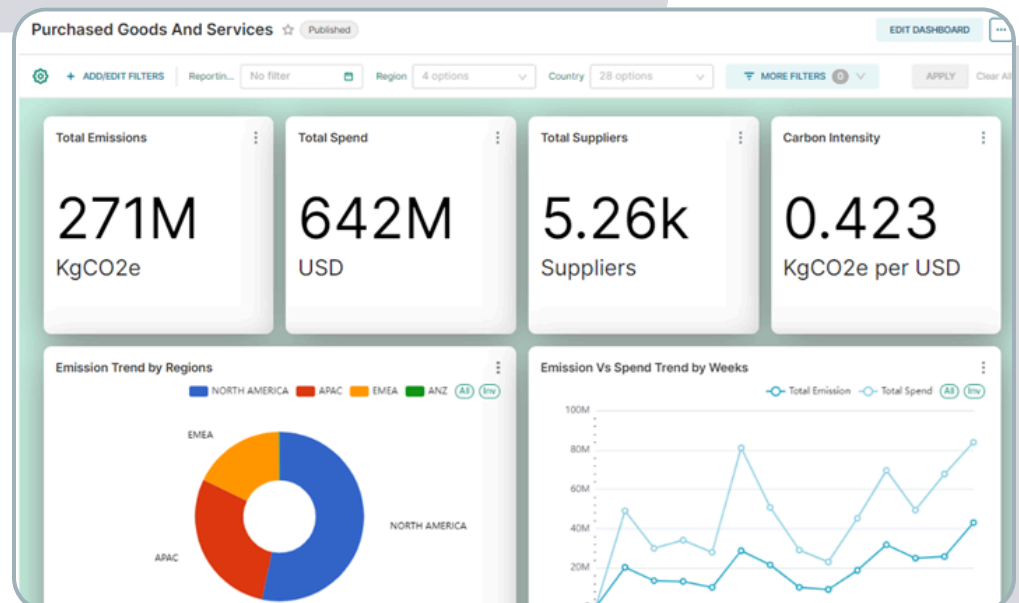 Purchased Goods And Services Published EDIT DASHBOARD ...
+ ADD/EDIT FILTERS Reportin... No filter Region 4 options Country 28 options MORE FILTERS 0 APPLY Clear All
Total Emissions
271M
KgCO2e
Total Spend
642M
USD
Total Suppliers
5.26k
Suppliers
Carbon Intensity
0.423
KgCO2e per USD
Emission Trend by Regions
NORTH AMERICA APAC EMEA ANZ All Inv
EMEA
NORTH AMERICA
APAC
Emission Vs Spend Trend by Weeks
Total Emission Total Spend All Inv
100M
80M
60M
40M
20M